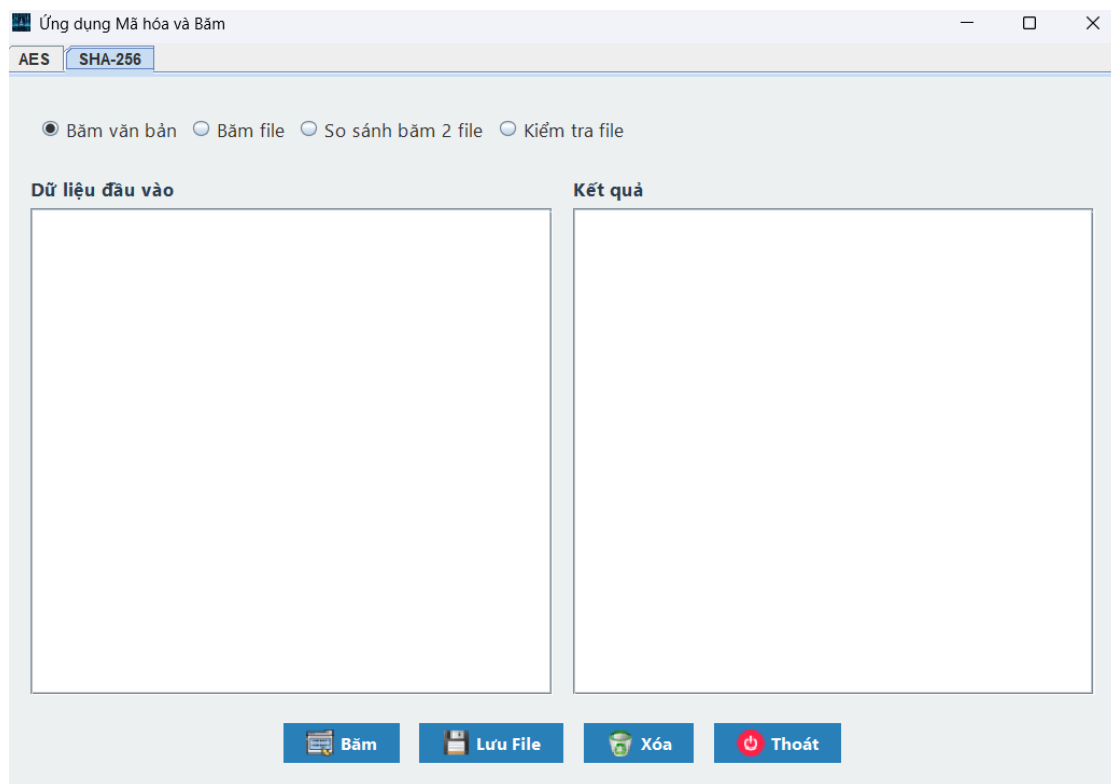 Ứng dụng Mã hóa và Băm
AES SHA-256
Băm văn bản Băm file So sánh băm 2 file Kiểm tra file
Dữ liệu đầu vào Kết quả
Băm Lưu File Xóa Thoát